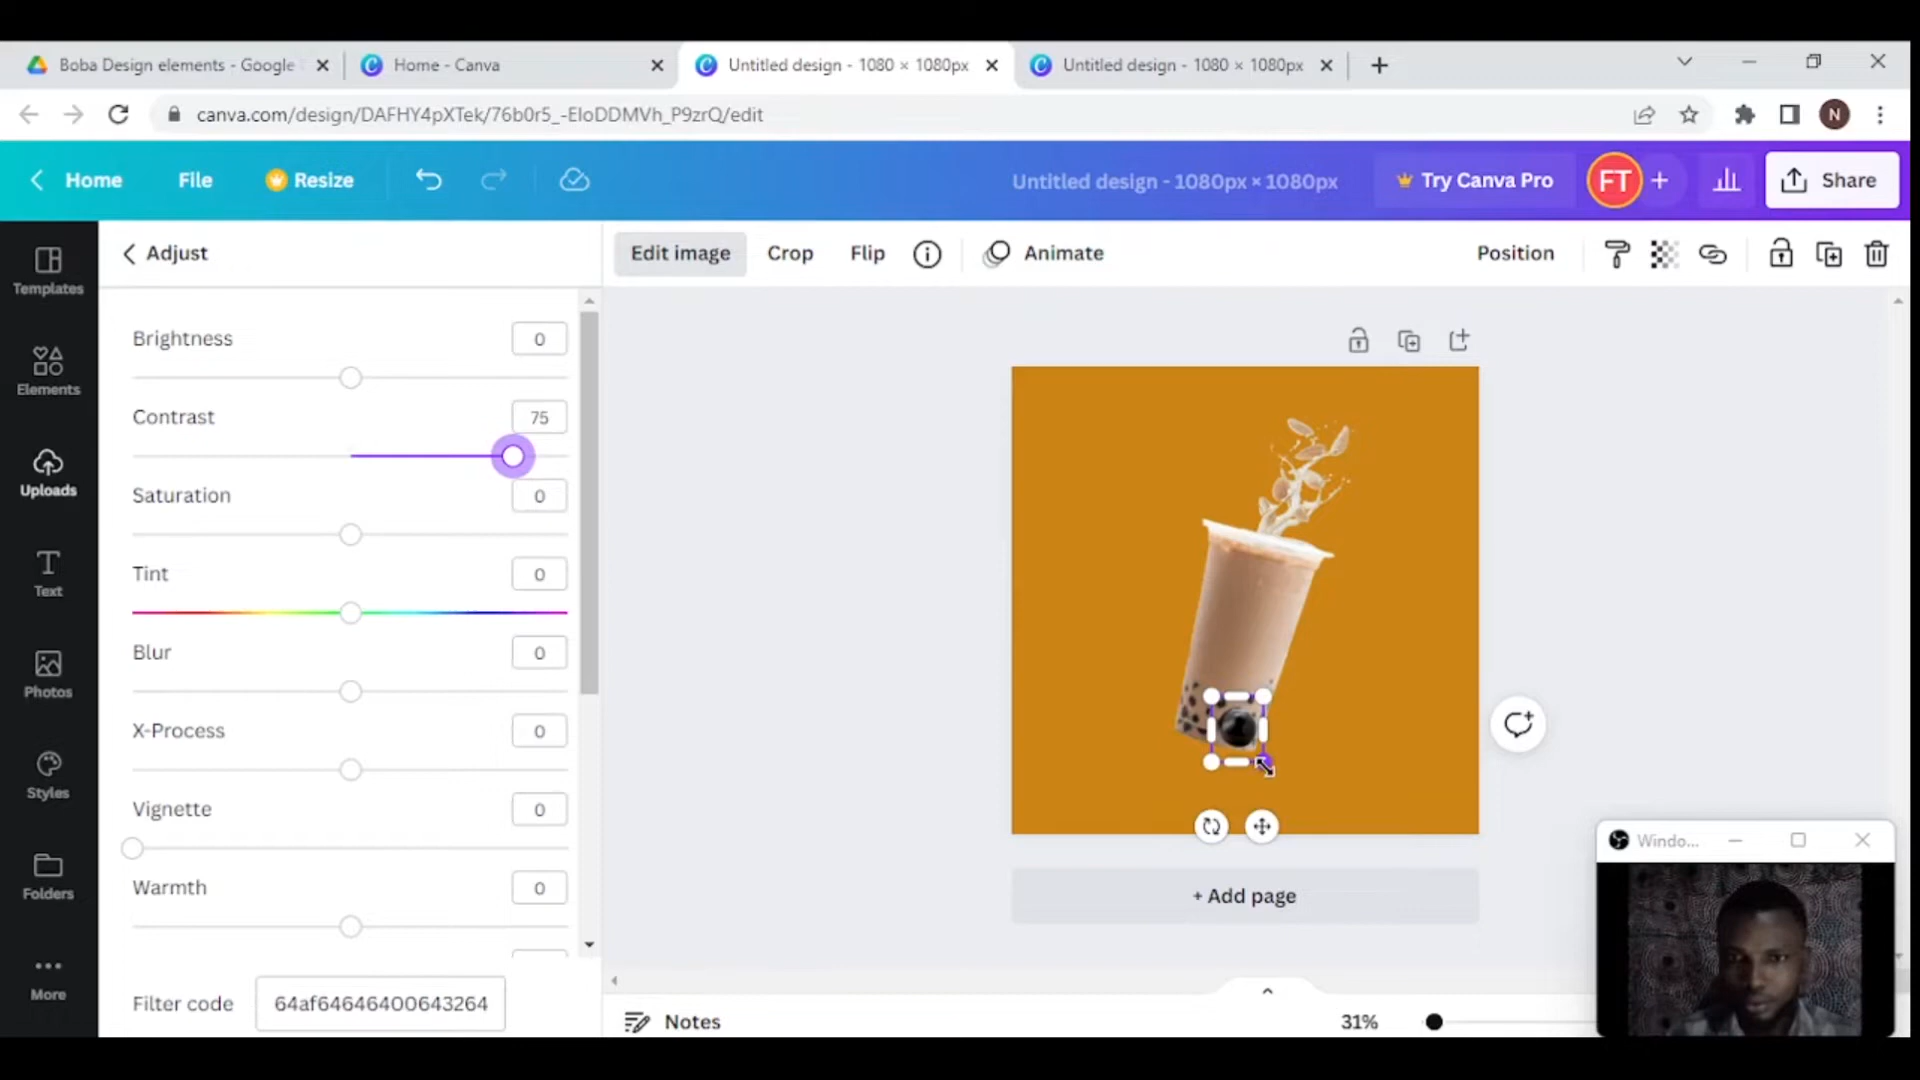 Boba Design elements - Google
Home - Canva
Untitled design - 1080 × 1080px
Untitled design - 1080 × 1080px
canva.com/design/DAFHY4pXTek/76b0r5_-EIoDDMVh_P9zrQ/edit
Home
File
Resize
Untitled design - 1080px × 1080px
Try Canva Pro
FT
Share
N
Templates
Elements
Uploads
Text
Photos
Styles
Folders
More
Adjust
Edit image
Crop
Flip
Animate
Position
Brightness 0
Contrast 75
Saturation 0
Tint 0
Blur 0
X-Process 0
Vignette 0
Warmth 0
Filter code 64af64646400643264
+ Add page
Notes
31%
Windo...